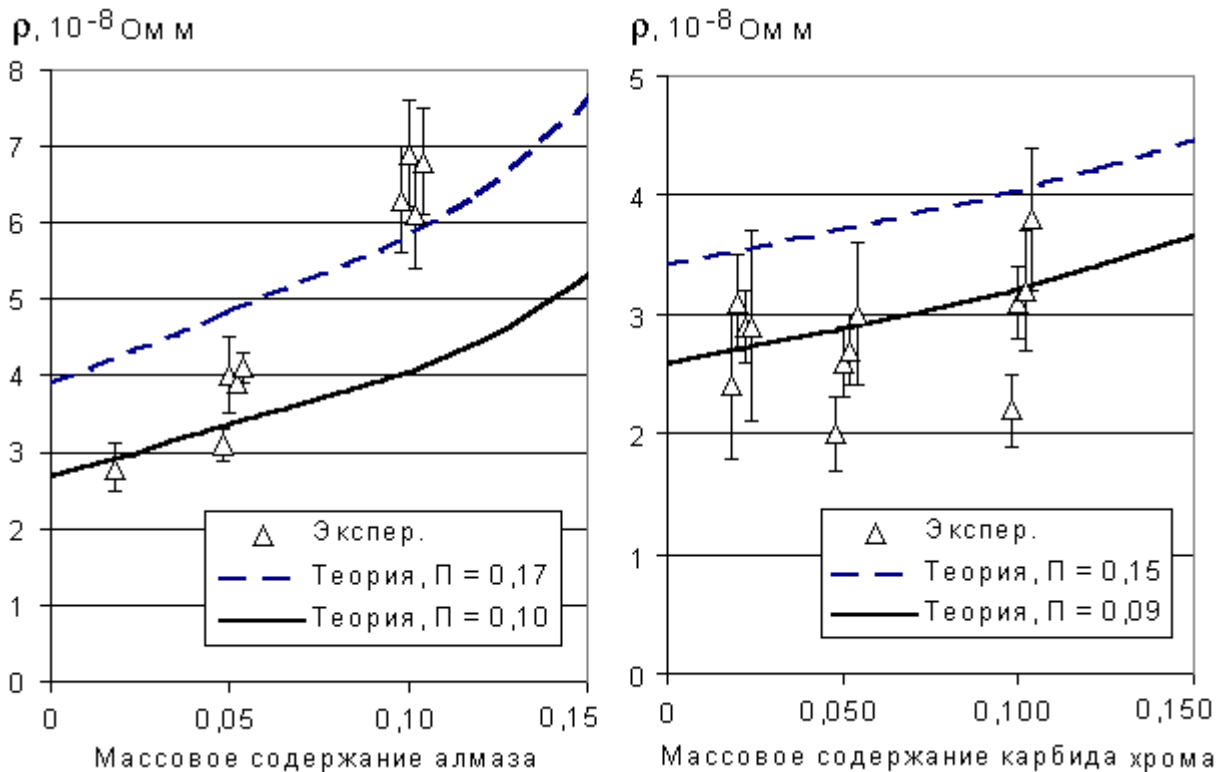 ρ, 10⁻⁸ Ом м
8
7
6
5
4
3
2
1
0
0
0,05
0,10
0,15
Экспер.
Теория, П = 0,17
Теория, П = 0,10
Массовое содержание алмаза
ρ, 10⁻⁸ Ом м
5
4
3
2
1
0
0
0,050
0,100
0,150
Экспер.
Теория, П = 0,15
Теория, П = 0,09
Массовое содержание карбида хрома